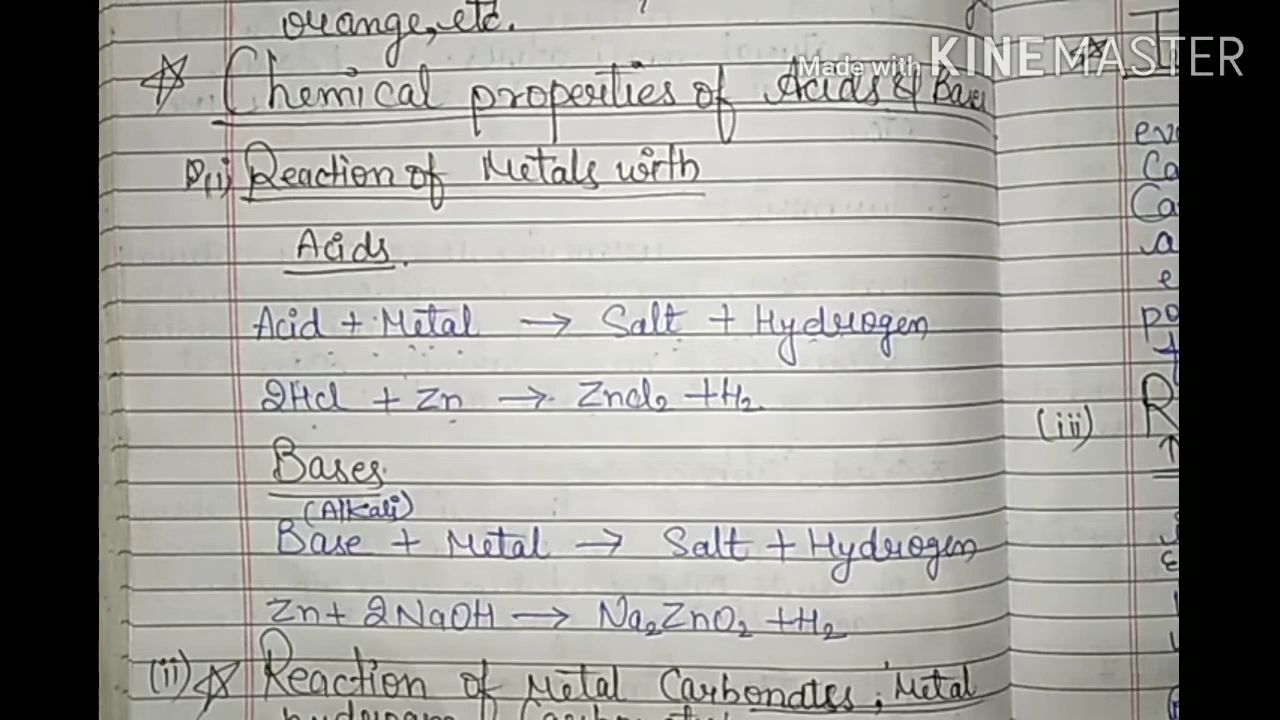 orange, etc.
Made with KINEMASTER
☆ Chemical properties of Acids & Bases
(i) Reaction of Metals with
Acids.
Acid + Metal → Salt + Hydrogen
2HCl + Zn → ZnCl₂ + H₂
Bases
(Alkali)
Base + Metal → Salt + Hydrogen
Zn + 2NaOH → Na₂ZnO₂ + H₂
(ii) ☆ Reaction of Metal Carbonates, Metal
(iii)